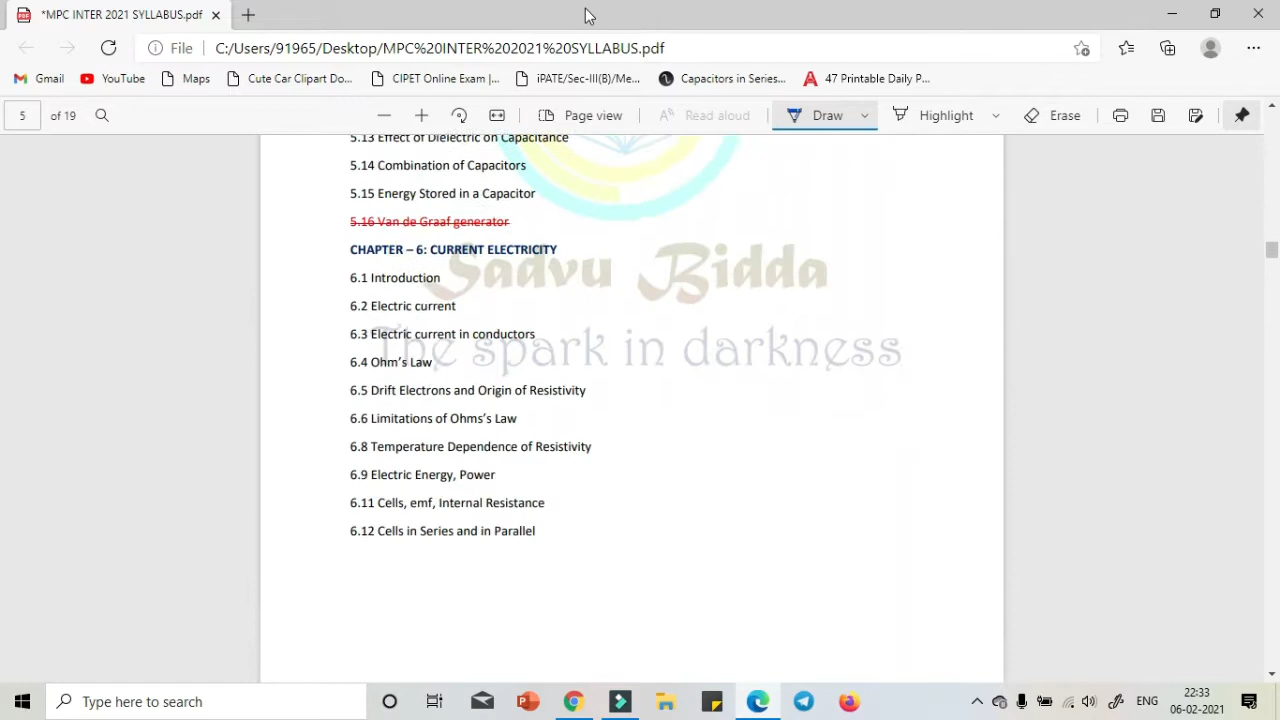 *MPC INTER 2021 SYLLABUS.pdf
File C:/Users/91965/Desktop/MPC%20INTER%202021%20SYLLABUS.pdf
Gmail YouTube Maps Cute Car Clipart Do... CIPET Online Exam |... iPATE/Sec-III(B)/Me... Capacitors in Series... 47 Printable Daily P...
5 of 19 Page view Read aloud Draw Highlight Erase
5.13 Effect of Dielectric on Capacitance
5.14 Combination of Capacitors
5.15 Energy Stored in a Capacitor
5.16 Van de Graaf generator
CHAPTER – 6: CURRENT ELECTRICITY
Sadvu Bidda
6.1 Introduction
6.2 Electric current
6.3 Electric current in conductors
The spark in darkness
6.4 Ohm's Law
6.5 Drift Electrons and Origin of Resistivity
6.6 Limitations of Ohms's Law
6.8 Temperature Dependence of Resistivity
6.9 Electric Energy, Power
6.11 Cells, emf, Internal Resistance
6.12 Cells in Series and in Parallel
Type here to search ENG 22:33
06-02-2021